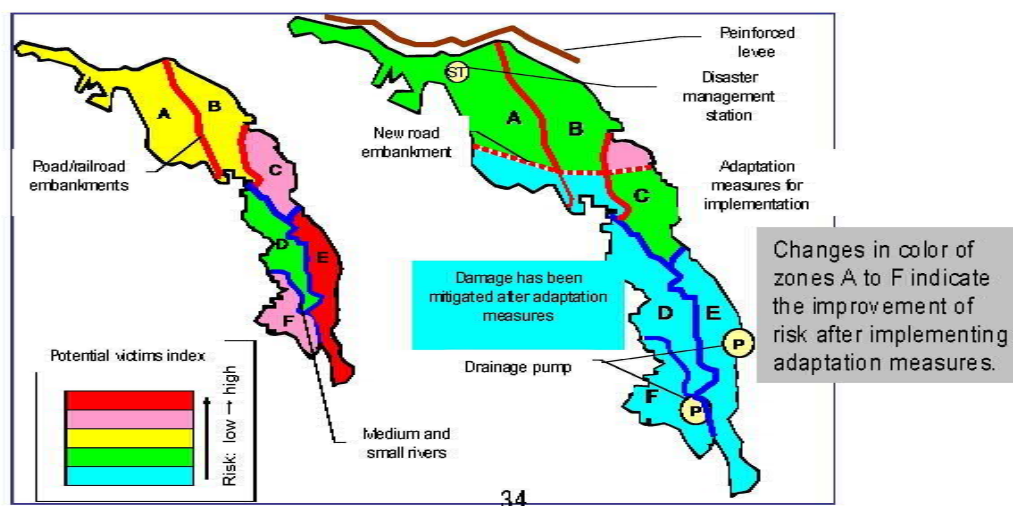 A
B
C
D
E
F
Road/railroad
embankments
Potential victims index
Risk: low → high
Medium and
small rivers
Reinforced
levee
ST
Disaster
management
station
New road
embankment
A
B
C
Adaptation
measures for
implementation
Damage has been
mitigated after adaptation
measures
D
E
F
P
P
Drainage pump
Changes in color of
zones A to F indicate
the improvement of
risk after implementing
adaptation measures.
34